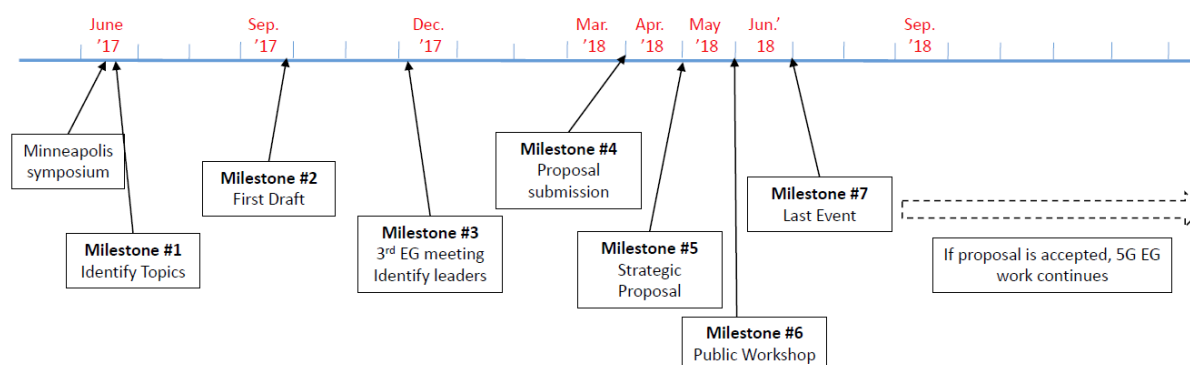 June
'17
Sep.
'17
Dec.
'17
Mar.
'18
Apr.
'18
May
'18
Jun.'
18
Sep.
'18
Minneapolis
symposium
Milestone #1
Identify Topics
Milestone #2
First Draft
Milestone #3
3rd EG meeting
Identify leaders
Milestone #4
Proposal
submission
Milestone #5
Strategic
Proposal
Milestone #6
Public Workshop
Milestone #7
Last Event
If proposal is accepted, 5G EG
work continues